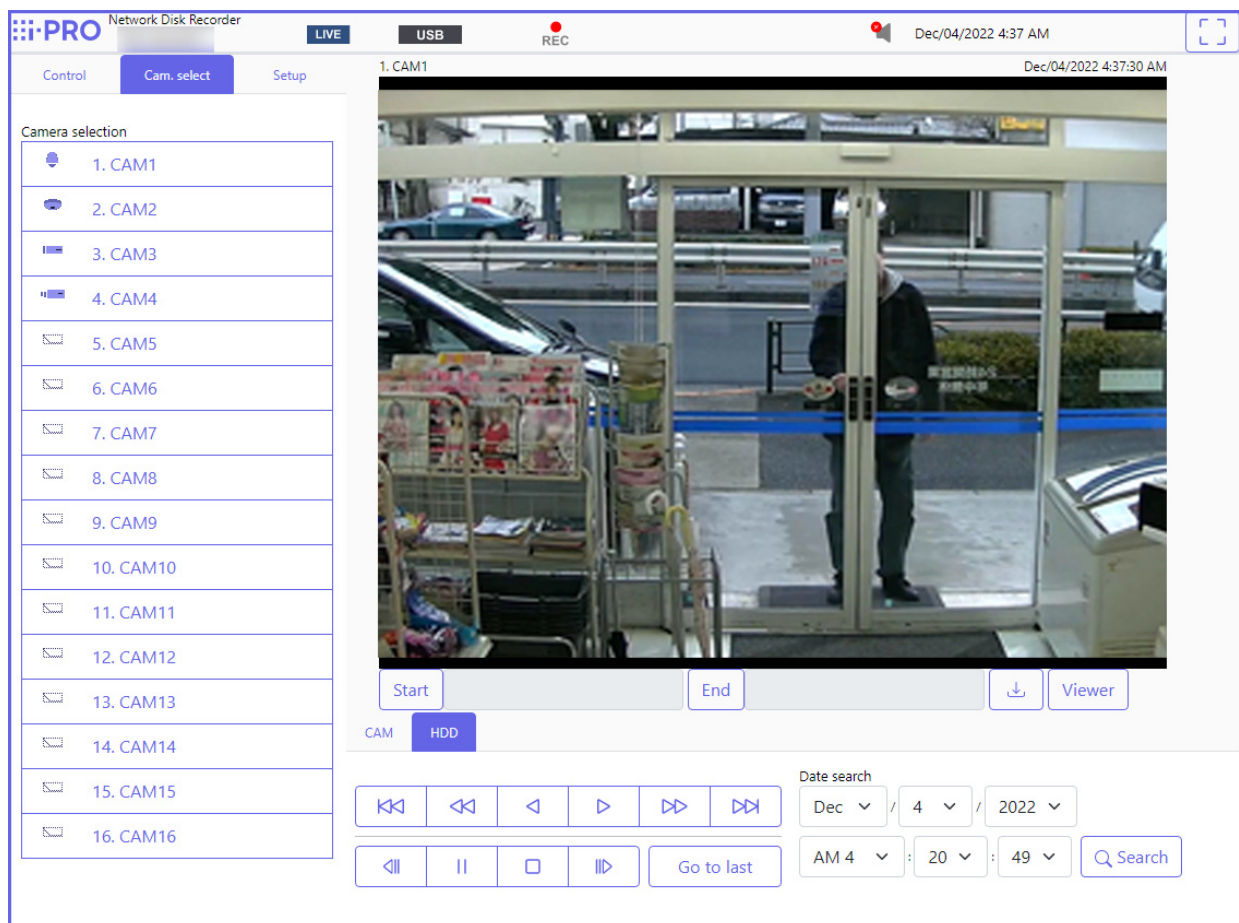 i-PRO
Network Disk Recorder
LIVE
USB
REC
Dec/04/2022 4:37 AM
Control
Cam. select
Setup
1. CAM1
Dec/04/2022 4:37:30 AM
Camera selection
1. CAM1
2. CAM2
3. CAM3
4. CAM4
5. CAM5
6. CAM6
7. CAM7
8. CAM8
9. CAM9
10. CAM10
11. CAM11
12. CAM12
13. CAM13
14. CAM14
15. CAM15
16. CAM16
Start
End
Viewer
CAM
HDD
Date search
Dec / 4 / 2022
AM 4 : 20 : 49
Search
Go to last